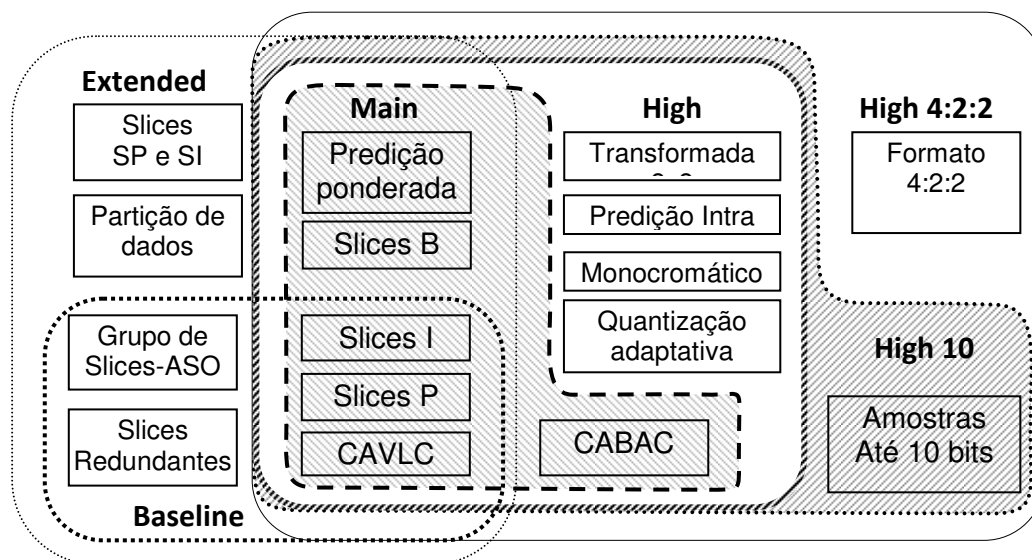 Extended
Slices
SP e SI
Partição de
dados
Grupo de
Slices-ASO
Slices
Redundantes
Baseline
Main
Predição
ponderada
Slices B
Slices I
Slices P
CAVLC
CABAC
High
Transformada
Predição Intra
Monocromático
Quantização
adaptativa
High 4:2:2
Formato
4:2:2
High 10
Amostras
Até 10 bits